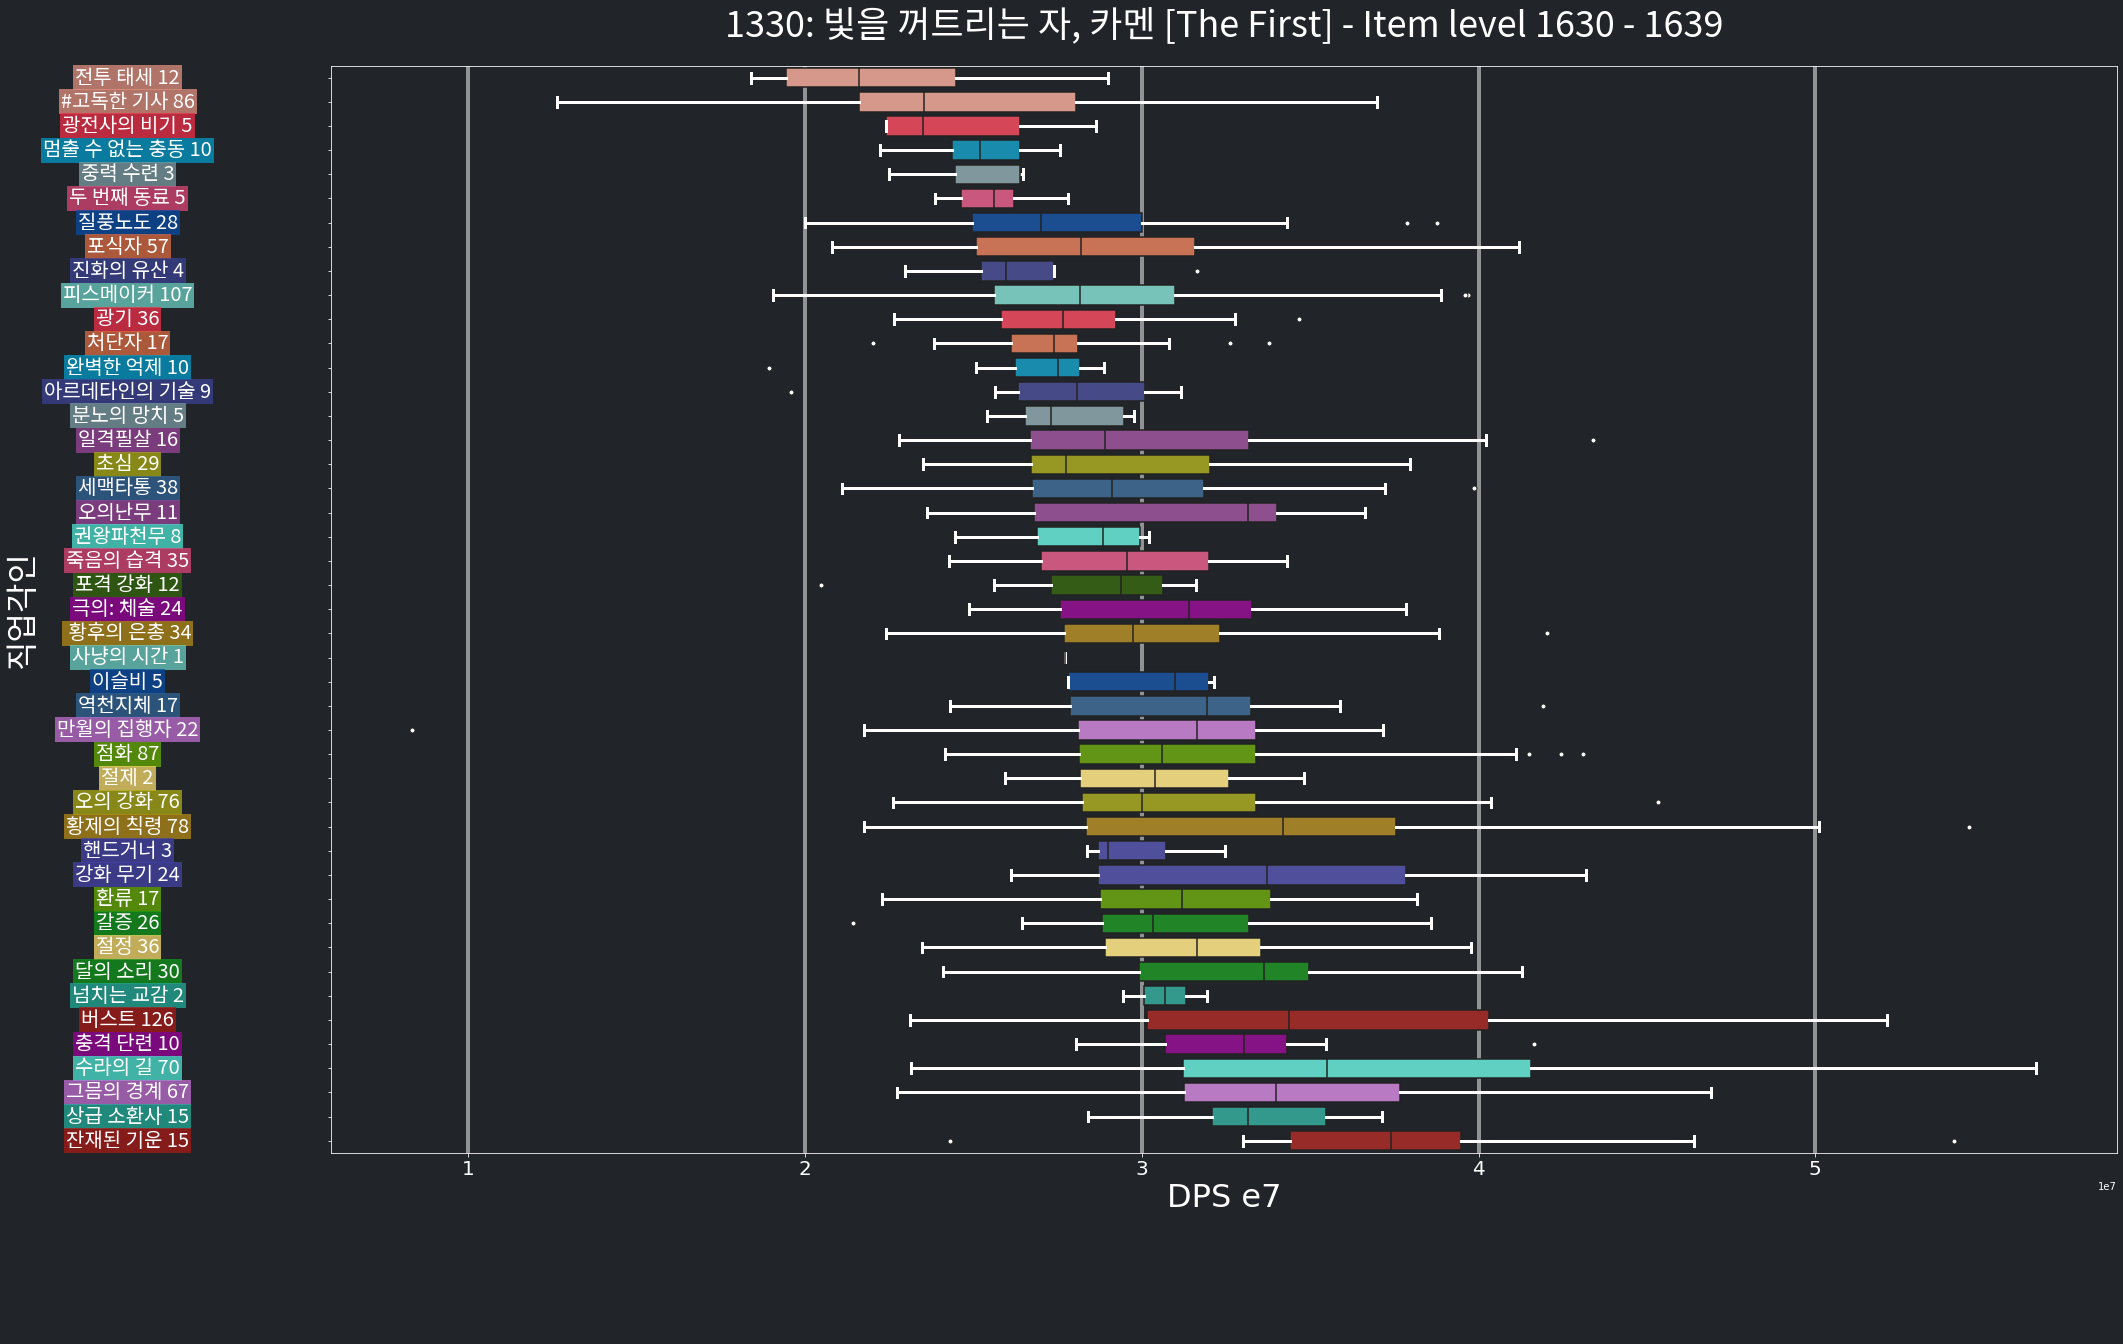 1330: 빛을 꺼트리는 자, 카멘 [The First] - Item level 1630 - 1639
직업각인
전투 태세 12
#고독한 기사 86
광전사의 비기 5
멈출 수 없는 충동 10
중력 수련 3
두 번째 동료 5
질풍노도 28
포식자 57
진화의 유산 4
피스메이커 107
광기 36
처단자 17
완벽한 억제 10
아르데타인의 기술 9
분노의 망치 5
일격필살 16
초심 29
세맥타통 38
오의난무 11
권왕파천무 8
죽음의 습격 35
포격 강화 12
극의: 체술 24
황후의 은총 34
사냥의 시간 1
이슬비 5
역천지체 17
만월의 집행자 22
점화 87
절제 2
오의 강화 76
황제의 칙령 78
핸드거너 3
강화 무기 24
환류 17
갈증 26
절정 36
달의 소리 30
넘치는 교감 2
버스트 126
충격 단련 10
수라의 길 70
그믐의 경계 67
상급 소환사 15
잔재된 기운 15
1 2 3 4 5
1e7
DPS e7